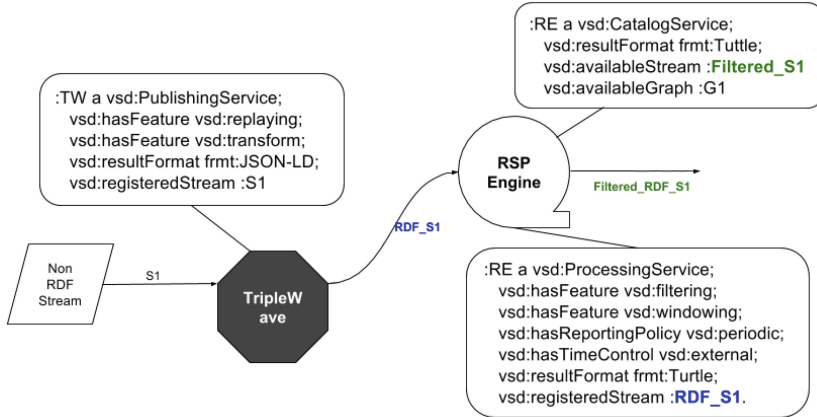 :RE a vsd:CatalogService;
vsd:resultFormat frmt:Tuttle;
vsd:availableStream :Filtered_S1
vsd:availableGraph :G1
:TW a vsd:PublishingService;
vsd:hasFeature vsd:replaying;
vsd:hasFeature vsd:transform;
vsd:resultFormat frmt:JSON-LD;
vsd:registeredStream :S1
RSP
Engine
Filtered_RDF_S1
RDF_S1
Non
RDF
Stream
S1
TripleW
ave
:RE a vsd:ProcessingService;
vsd:hasFeature vsd:filtering;
vsd:hasFeature vsd:windowing;
vsd:hasReportingPolicy vsd:periodic;
vsd:hasTimeControl vsd:external;
vsd:resultFormat frmt:Turtle;
vsd:registeredStream :RDF_S1.